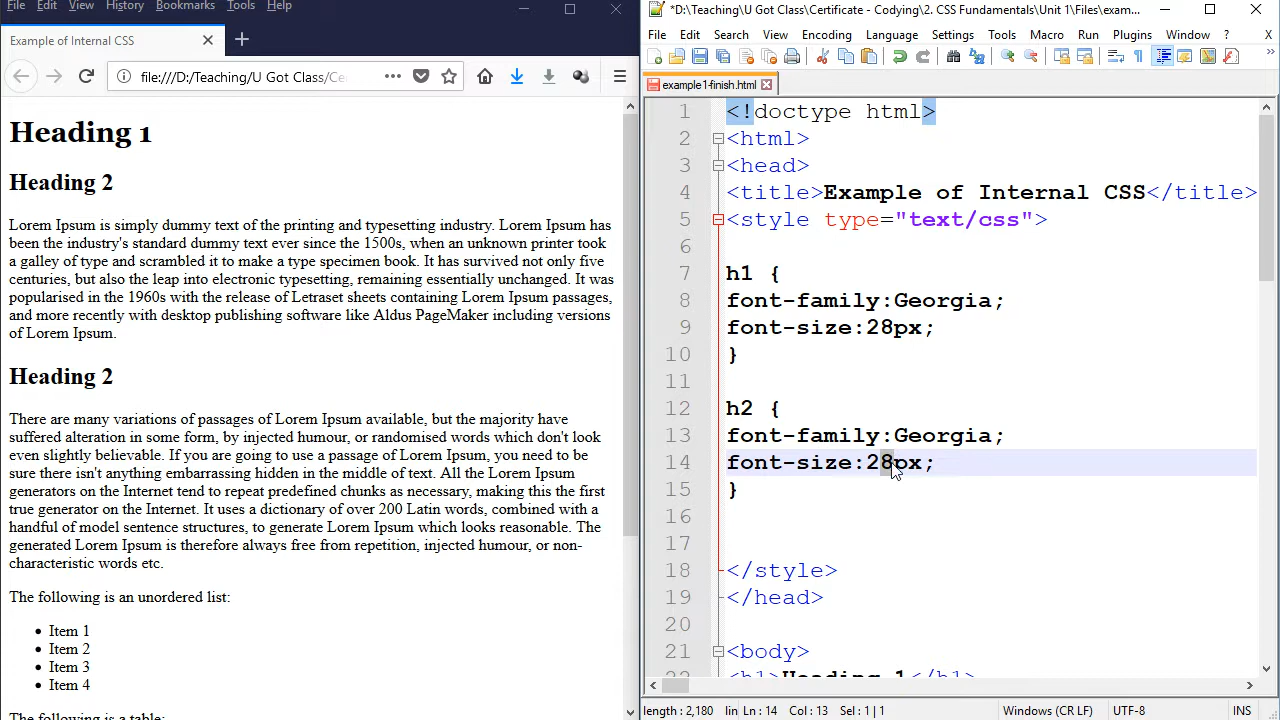 File Edit View History Bookmarks Tools Help
Example of Internal CSS
file:///D:/Teaching/U Got Class/Ce
Heading 1
Heading 2
Lorem Ipsum is simply dummy text of the printing and typesetting industry. Lorem Ipsum has
been the industry's standard dummy text ever since the 1500s, when an unknown printer took
a galley of type and scrambled it to make a type specimen book. It has survived not only five
centuries, but also the leap into electronic typesetting, remaining essentially unchanged. It was
popularised in the 1960s with the release of Letraset sheets containing Lorem Ipsum passages,
and more recently with desktop publishing software like Aldus PageMaker including versions
of Lorem Ipsum.
Heading 2
There are many variations of passages of Lorem Ipsum available, but the majority have
suffered alteration in some form, by injected humour, or randomised words which don't look
even slightly believable. If you are going to use a passage of Lorem Ipsum, you need to be
sure there isn't anything embarrassing hidden in the middle of text. All the Lorem Ipsum
generators on the Internet tend to repeat predefined chunks as necessary, making this the first
true generator on the Internet. It uses a dictionary of over 200 Latin words, combined with a
handful of model sentence structures, to generate Lorem Ipsum which looks reasonable. The
generated Lorem Ipsum is therefore always free from repetition, injected humour, or non-
characteristic words etc.
The following is an unordered list:
• Item 1
• Item 2
• Item 3
• Item 4
The following is a table:
*D:\Teaching\U Got Class\Certificate - Codying\2. CSS Fundamentals\Unit 1\Files\exam...
File Edit Search View Encoding Language Settings Tools Macro Run Plugins Window ? X
example1-finish.html
1 <!doctype html>
2 <html>
3 <head>
4 <title>Example of Internal CSS</title>
5 <style type="text/css">
6
7 h1 {
8 font-family:Georgia;
9 font-size:28px;
10 }
11
12 h2 {
13 font-family:Georgia;
14 font-size:28px;
15 }
16
17
18 </style>
19 </head>
20
21 <body>
22 <h1>Heading 1</h1>
length : 2,180 lin Ln : 14 Col : 13 Sel : 1 | 1 Windows (CR LF) UTF-8 INS